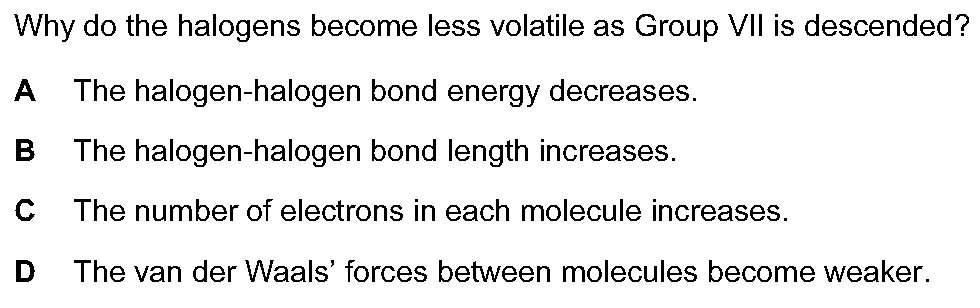 Why do the halogens become less volatile as Group VII is descended?
A The halogen-halogen bond energy decreases.
B The halogen-halogen bond length increases.
C The number of electrons in each molecule increases.
D The van der Waals’ forces between molecules become weaker.